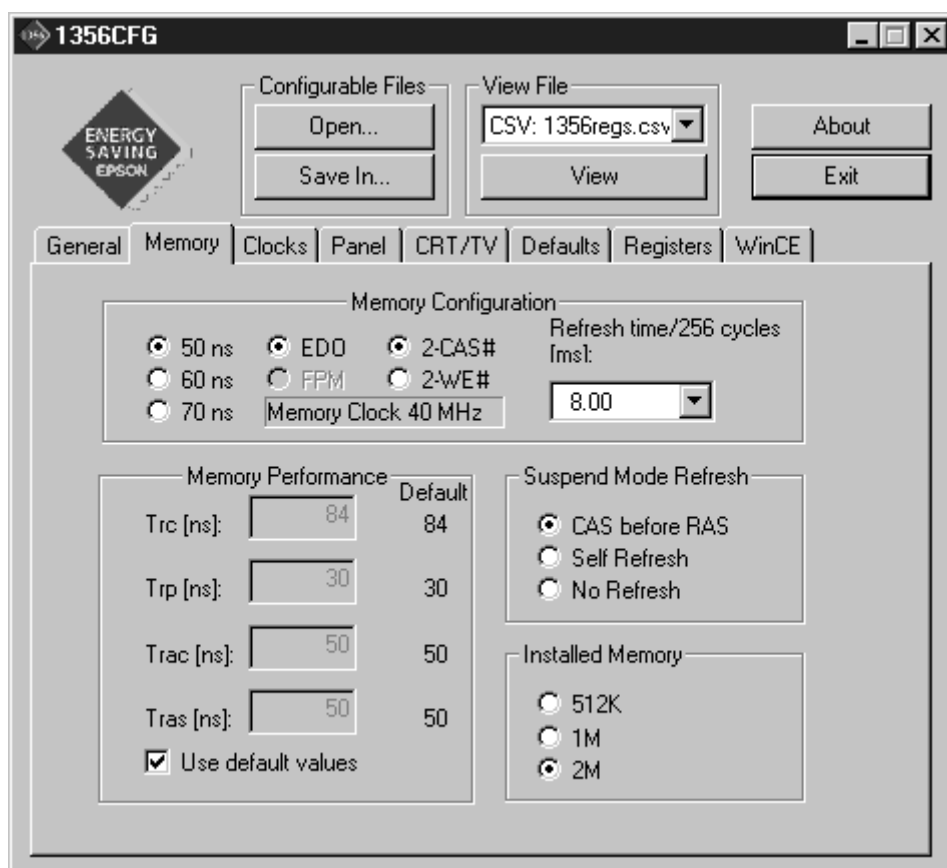 1356CFG
Configurable Files
View File
ENERGY
SAVING
EPSON
Open...
CSV: 1356regs.csv
About
Save In...
View
Exit
General Memory Clocks Panel CRT/TV Defaults Registers WinCE
Memory Configuration
Refresh time/256 cycles
[ms]:
50 ns EDO 2-CAS#
60 ns FPM 2-WE#
70 ns Memory Clock 40 MHz
8.00
Memory Performance
Default
Trc [ns]: 84 84
Trp [ns]: 30 30
Trac [ns]: 50 50
Tras [ns]: 50 50
Use default values
Suspend Mode Refresh
CAS before RAS
Self Refresh
No Refresh
Installed Memory
512K
1M
2M